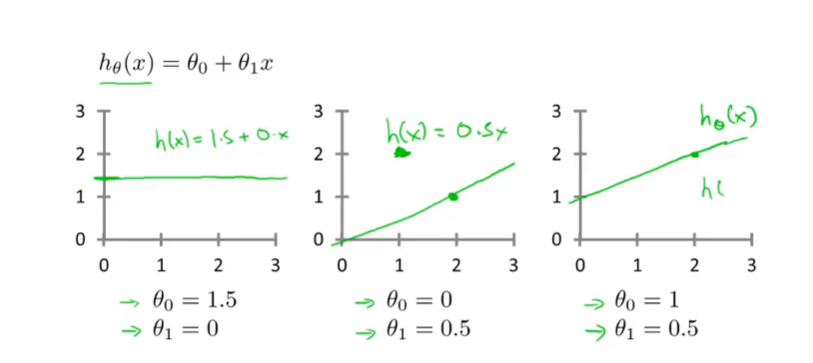 hθ(x) = θ0 + θ1x
h(x) = 1.5 + 0·x
3
2
1
0
0 1 2 3
→ θ0 = 1.5
→ θ1 = 0
h(x) = 0.5x
3
2
1
0
0 1 2 3
→ θ0 = 0
→ θ1 = 0.5
hθ(x)
h(
3
2
1
0
0 1 2 3
→ θ0 = 1
→ θ1 = 0.5